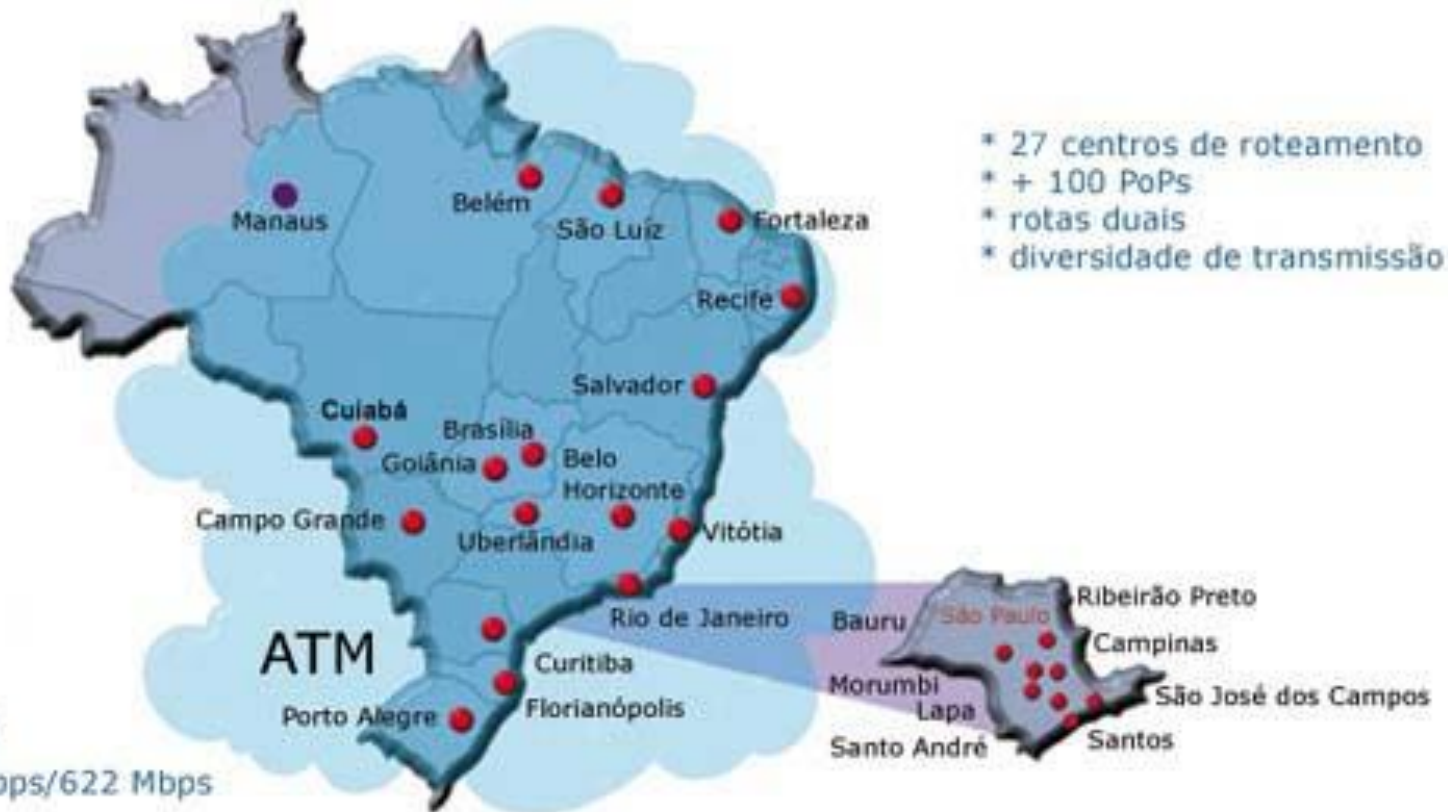 * 27 centros de roteamento
* + 100 PoPs
* rotas duais
* diversidade de transmissão
Manaus
Belém
São Luíz
Fortaleza
Recife
Salvador
Cuiabá
Brasília
Goiânia
Belo
Horizonte
Campo Grande
Uberlândia
Vitótia
Rio de Janeiro
ATM
Curitiba
Florianópolis
Porto Alegre
São Paulo
Ribeirão Preto
Bauru
Campinas
Morumbi
Lapa
São José dos Campos
Santo André
Santos
/622 Mbps